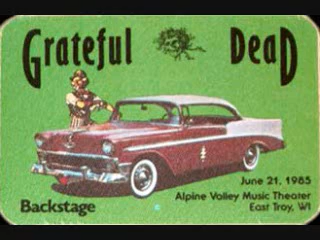 Grateful Dead
June 21, 1985
Alpine Valley Music Theater
East Troy, WI
Backstage